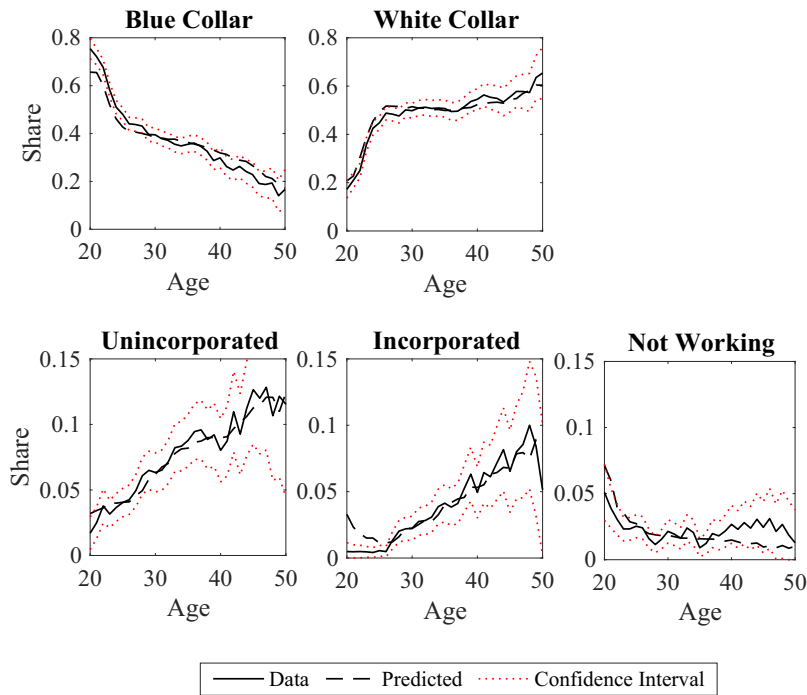 Blue Collar
White Collar
0.8
0.6
0.4
0.2
0
Share
20 30 40 50
Age
0.8
0.6
0.4
0.2
0
20 30 40 50
Age
Unincorporated
Incorporated
Not Working
0.15
0.1
0.05
0
Share
20 30 40 50
Age
0.15
0.1
0.05
0
20 30 40 50
Age
0.15
0.1
0.05
0
20 30 40 50
Age
Data Predicted Confidence Interval